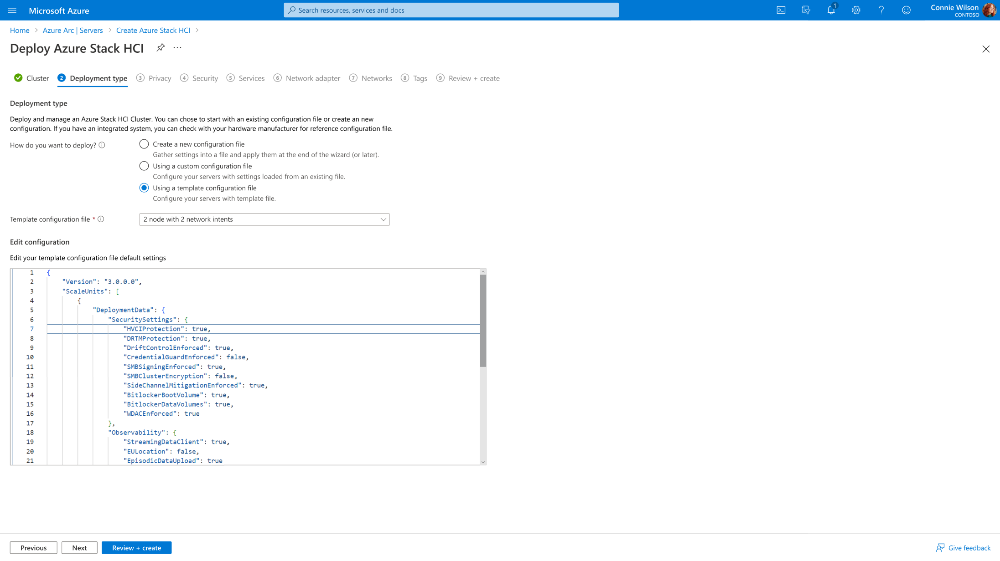 Microsoft Azure
Search resources, services and docs
1
Connie Wilson
CONTOSO
Home > Azure Arc | Servers > Create Azure Stack HCI >
Deploy Azure Stack HCI
Cluster 2 Deployment type 3 Privacy 4 Security 5 Services 6 Network adapter 7 Networks 8 Tags 9 Review + create
Deployment type
Deploy and manage an Azure Stack HCI Cluster. You can chose to start with an existing configuration file or create an new
configuration. If you have an integrated system, you can check with your hardware manufacturer for reference configuration file.
How do you want to deploy?
Create a new configuration file
Gather settings into a file and apply them at the end of the wizard (or later).
Using a custom configuration file
Configure your servers with settings loaded from an existing file.
Using a template configuration file
Configure your servers with template file.
Template configuration file *
2 node with 2 network intents
Edit configuration
Edit your template configuration file default settings
1 {
2 "Version": "3.0.0.0",
3 "ScaleUnits": [
4 {
5 "DeploymentData": {
6 "SecuritySettings": {
7 "HVCIProtection": true,
8 "DRTMProtection": true,
9 "DriftControlEnforced": true,
10 "CredentialGuardEnforced": false,
11 "SMBSigningEnforced": true,
12 "SMBClusterEncryption": false,
13 "SideChannelMitigationEnforced": true,
14 "BitlockerBootVolume": true,
15 "BitlockerDataVolumes": true,
16 "WDACEnforced": true
17 },
18 "Observability": {
19 "StreamingDataClient": true,
20 "EULocation": false,
21 "EpisodicDataUpload": true
Previous
Next
Review + create
Give feedback